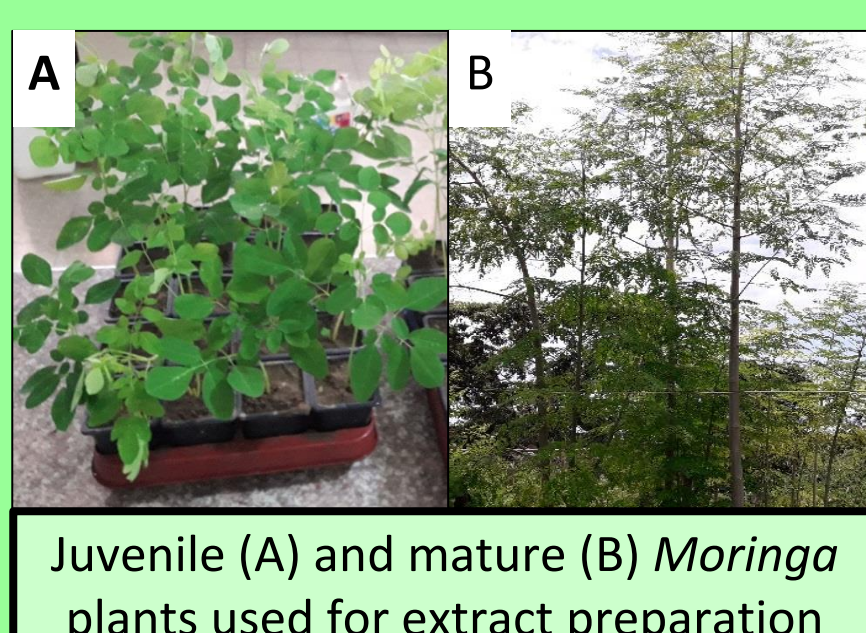 A
B
Juvenile (A) and mature (B) Moringa
plants used for extract preparation